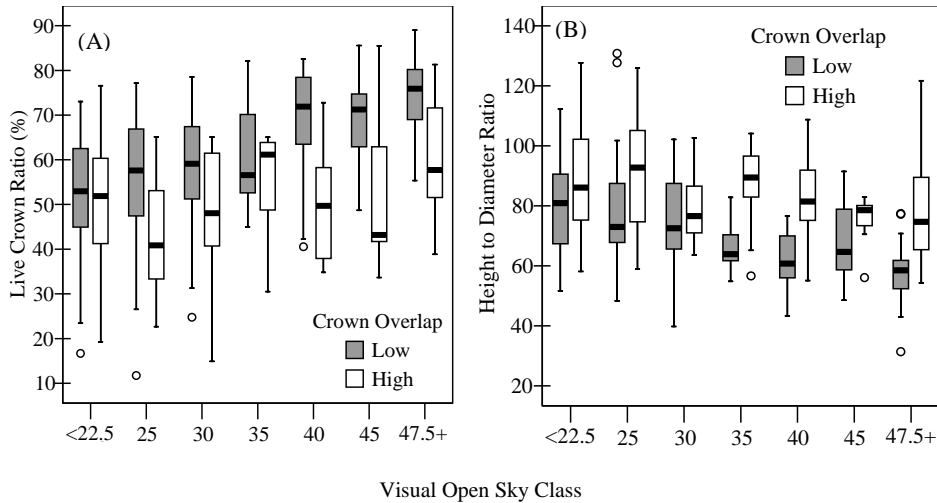 (A)
Live Crown Ratio (%)
90
80
70
60
50
40
30
20
10
Crown Overlap
Low
High
<22.5
25
30
35
40
45
47.5+
(B)
Height to Diameter Ratio
140
120
100
80
60
40
20
Crown Overlap
Low
High
<22.5
25
30
35
40
45
47.5+
Visual Open Sky Class